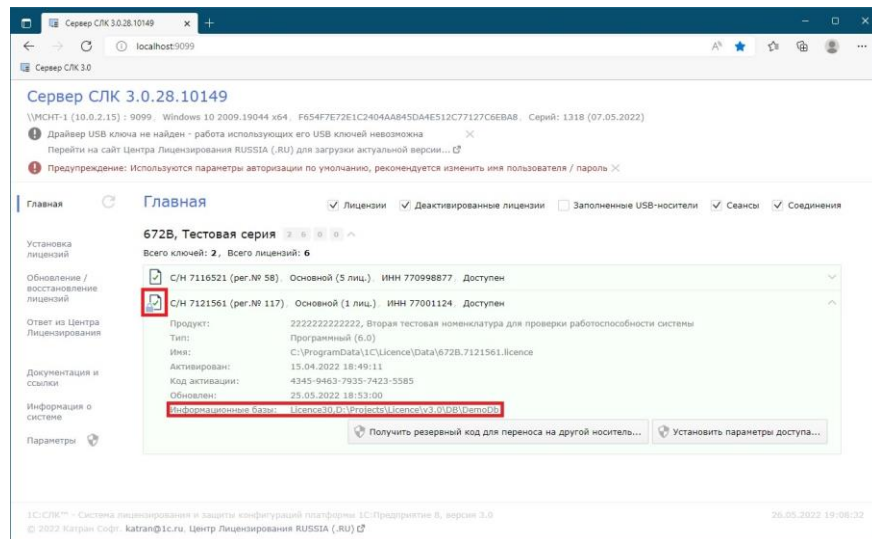 Сервер СЛК 3.0.28.10149
localhost:9099
Сервер СЛК 3.0
Сервер СЛК 3.0.28.10149
\\MCHT-1 (10.0.2.15) : 9099, Windows 10 2009.19044 x64, F654F7E72E1C2404AA845DA4E512C77127C6EBA8, Серий: 1318 (07.05.2022)
Драйвер USB ключа не найден - работа использующих его USB ключей невозможна
Перейти на сайт Центра Лицензирования RUSSIA (.RU) для загрузки актуальной версии...
Предупреждение: Используются параметры авторизации по умолчанию, рекомендуется изменить имя пользователя / пароль
Главная
Установка
лицензий
Обновление /
восстановление
лицензий
Ответ из Центра
Лицензирования
Документация и
ссылки
Информация о
системе
Параметры
Главная
Лицензии Деактивированные лицензии Заполненные USB-носители Сеансы Соединения
672B, Тестовая серия 2 6 0 0
Всего ключей: 2, Всего лицензий: 6
С/Н 7116521 (рег.№ 58), Основной (5 лиц.), ИНН 770998877, Доступен
С/Н 7121561 (рег.№ 117), Основной (1 лиц.), ИНН 77001124, Доступен
Продукт: 2222222222222, Вторая тестовая номенклатура для проверки работоспособности системы
Тип: Программный (6.0)
Имя: C:\ProgramData\1C\Licence\Data\672B.7121561.licence
Активирован: 15.04.2022 18:49:11
Код активации: 4345-9463-7935-7423-5585
Обновлен: 25.05.2022 18:53:00
Информационные базы: Licence30,D:\Projects\Licence\v3.0\DB\DemoDb
Получить резервный код для переноса на другой носитель... Установить параметры доступа...
1С:СЛК™ - Система лицензирования и защиты конфигураций платформы 1С:Предприятие 8, версия 3.0
26.05.2022 19:08:32
© 2022 Катран Софт. katran@1c.ru, Центр Лицензирования RUSSIA (.RU)